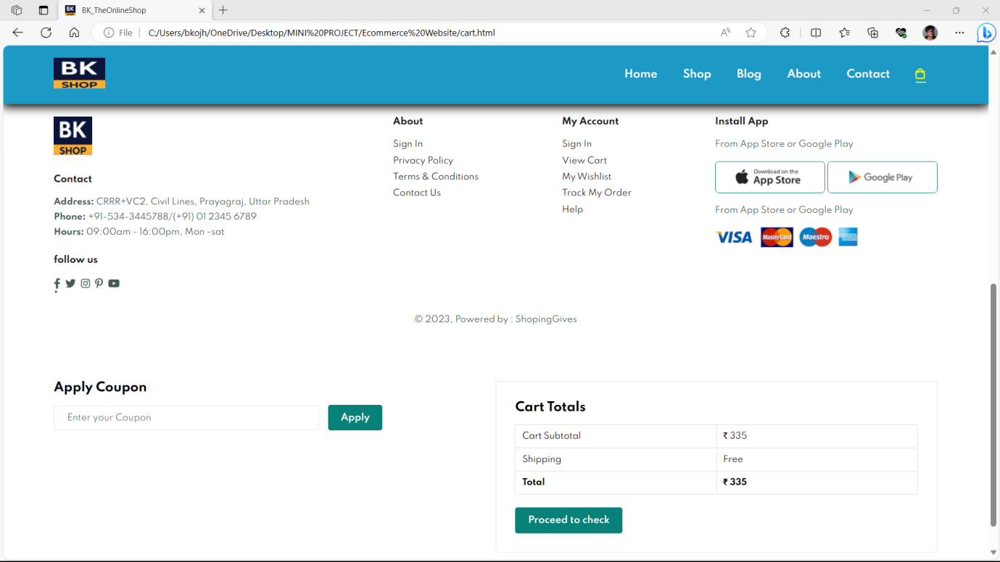 BK_TheOnlineShop
File
C:/Users/bkojh/OneDrive/Desktop/MINI%20PROJECT/Ecommerce%20Website/cart.html
BK
SHOP
Home
Shop
Blog
About
Contact
BK
SHOP
Contact
Address: CRRR+VC2, Civil Lines, Prayagraj, Uttar Pradesh
Phone: +91-534-3445788/(+91) 01 2345 6789
Hours: 09:00am - 16:00pm, Mon -sat
follow us
"
About
Sign In
Privacy Policy
Terms & Conditions
Contact Us
My Account
Sign In
View Cart
My Wishlist
Track My Order
Help
Install App
From App Store or Google Play
Download on the
App Store
Google Play
From App Store or Google Play
VISA
MasterCard
Maestro
© 2023, Powered by : ShopingGives
Apply Coupon
Enter your Coupon
Apply
Cart Totals
Cart Subtotal ₹ 335
Shipping Free
Total ₹ 335
Proceed to check